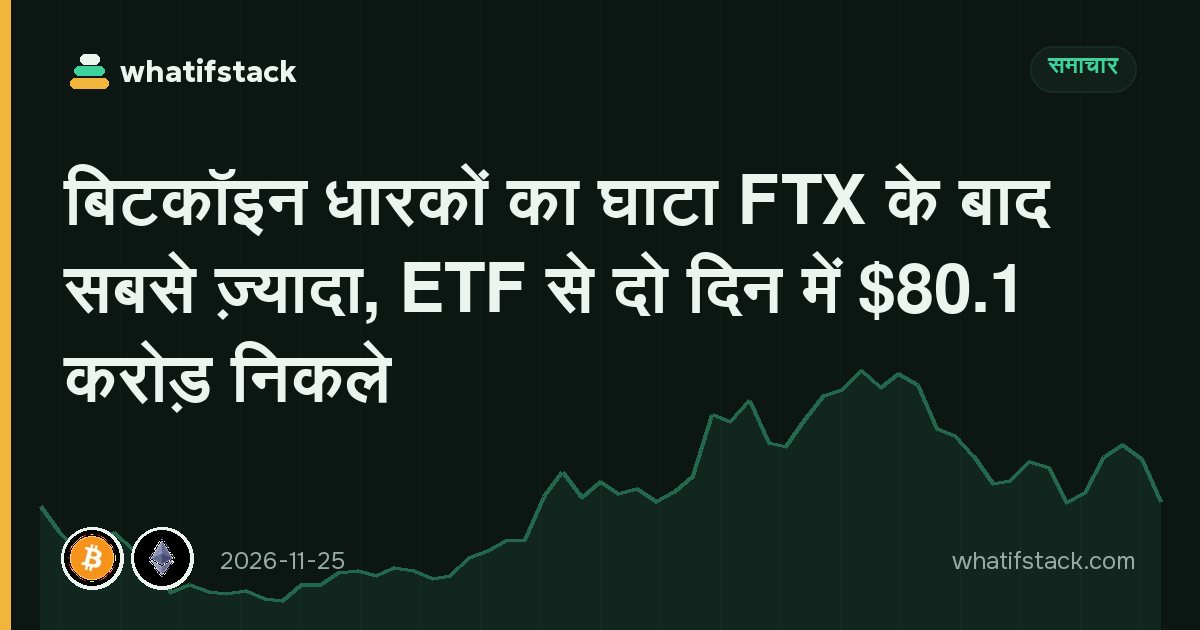 whatifstack
समाचार
बिटकॉइन धारकों का घाटा FTX के बाद
सबसे ज़्यादा, ETF से दो दिन में $80.1
करोड़ निकले
2026-11-25
whatifstack.com